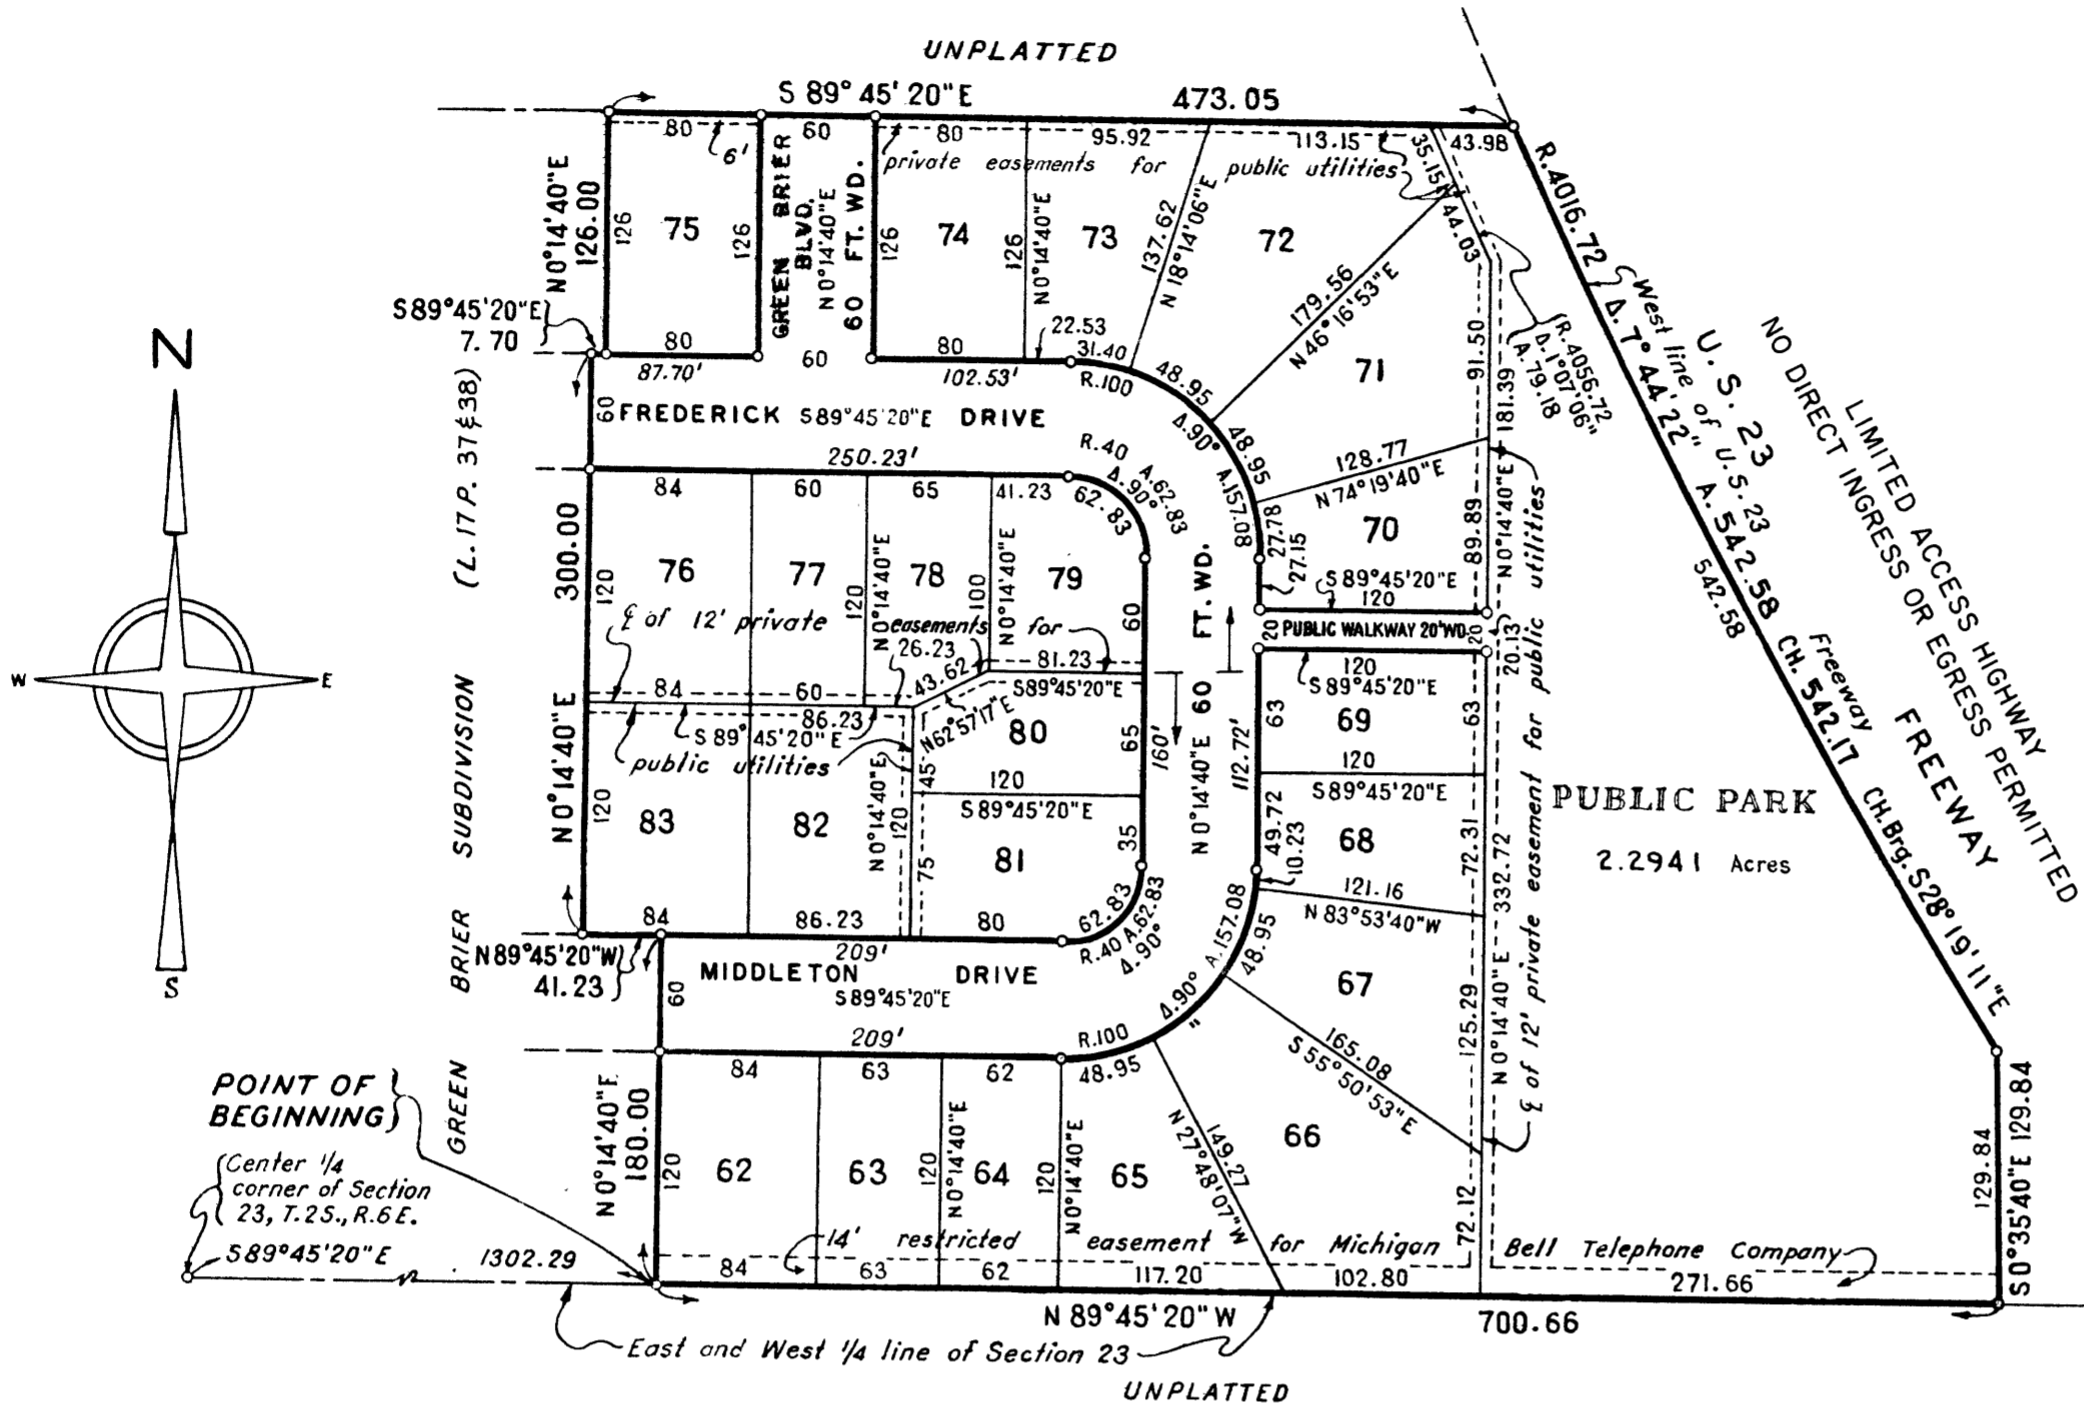 UNPLATTED
S 89° 45' 20" E
473.05
80
6'
60
80
95.92
113.15
43.98
private easements for public utilities
N0°14'40"E
126.00
126
75
126
GREEN BRIER
BLVD.
N0°14'40"E
60 FT. WD.
126
74
126
N0°14'40"E
73
137.62
N 18°14'06"E
72
35.15
44.03
R. 4056.72
Δ. 1°07'06"
A. 79.18
R. 4016.72
Δ. 7° 44' 22"
A. 542.58
CH. 542.17
CH. Brg. S28° 19' 11"E
West line of U.S. 23
Freeway
542.58
U. S. 23
FREEWAY
NO DIRECT INGRESS OR EGRESS PERMITTED
LIMITED ACCESS HIGHWAY
S89°45'20"E
7.70
80
87.70'
60
80
102.53'
22.53
31.40
R.100
48.95
Δ.90°
A.157.08
48.95
179.56
N 46°16'53"E
71
91.50
181.39
N0°14'40"E
128.77
N 74°19'40"E
70
89.89
27.78
27.15
S 89°45'20"E
120
20
PUBLIC WALKWAY 20'WD.
20
20.13
120
S 89°45'20"E
N
W
E
S
(L. 17 P. 37 & 38)
GREEN BRIER SUBDIVISION
60
FREDERICK S89°45'20"E DRIVE
250.23'
R.40
Δ.90°
A.62.83
62.83
84
60
65
41.23
300.00
N0°14'40"E
120
76
77
120
N0°14'40"E
78
100
N0°14'40"E
79
60
℄ of 12' private easements for
26.23
43.62
81.23
S89°45'20"E
N62°57'17"E
84
60
86.23
S 89°45'20"E
public utilities
80
65
160'
N 0°14'40"E 60 FT. WD.
112.72'
63
69
63
120
S89°45'20"E
45
120
S 89°45'20"E
120
83
82
N0°14'40"E
120
75
81
35
49.72
10.23
68
72.31
332.72
N 0°14'40"E
℄ of 12' private easement for public utilities
PUBLIC PARK
2.2941 Acres
121.16
N 83°53'40"W
84
86.23
80
62.83
R.40 A.62.83
Δ.90°
A.157.08
48.95
67
125.29
N89°45'20"W
41.23
209'
MIDDLETON DRIVE
S89°45'20"E
60
209'
R.100
Δ.90°
48.95
165.08
S 55°50'53"E
84
63
62
POINT OF
BEGINNING
Center 1/4
corner of Section
23, T.2S., R.6E.
S89°45'20"E
1302.29
N0°14'40"E
180.00
120
62
63
120
N0°14'40"E
64
120
N0°14'40"E
65
149.27
N 27°48'07"W
66
72.12
129.84
S0°35'40"E 129.84
14' restricted easement for Michigan Bell Telephone Company
84
63
62
117.20
102.80
271.66
N 89°45'20" W
700.66
East and West 1/4 line of Section 23
UNPLATTED